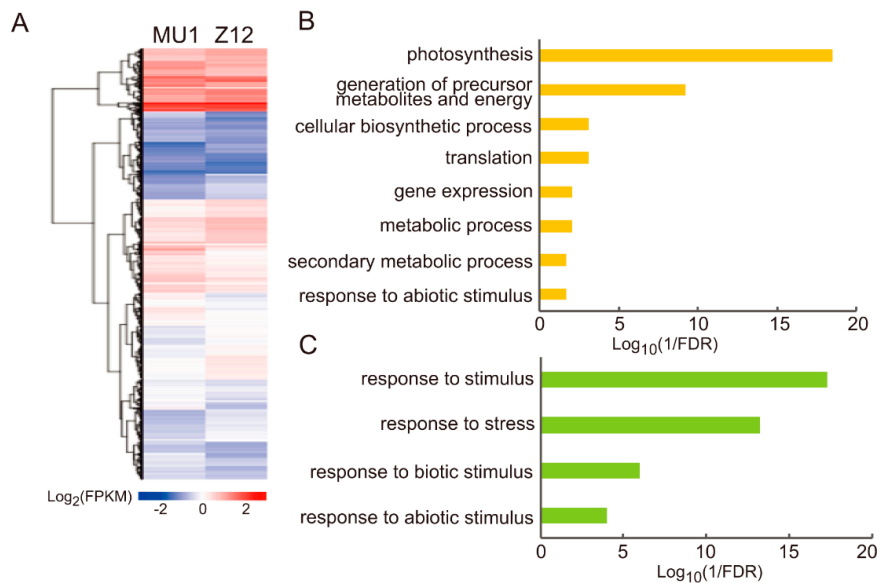 A
MU1 Z12
Log2(FPKM)
-2 0 2
B
photosynthesis
generation of precursor
metabolites and energy
cellular biosynthetic process
translation
gene expression
metabolic process
secondary metabolic process
response to abiotic stimulus
0 5 10 15 20
Log10(1/FDR)
C
response to stimulus
response to stress
response to biotic stimulus
response to abiotic stimulus
0 5 10 15 20
Log10(1/FDR)